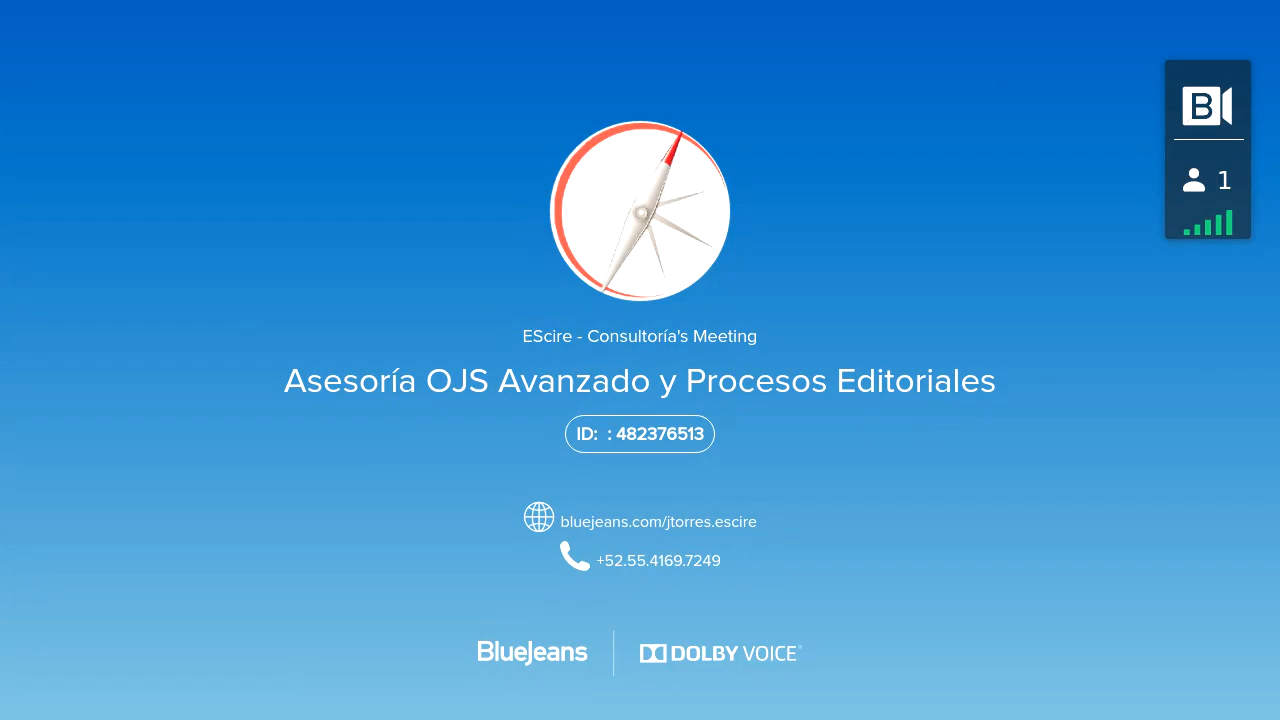 B
1
EScire - Consultoría's Meeting
Asesoría OJS Avanzado y Procesos Editoriales
ID:  : 482376513
bluejeans.com/jtorres.escire
+52.55.4169.7249
BlueJeans
DOLBY VOICE